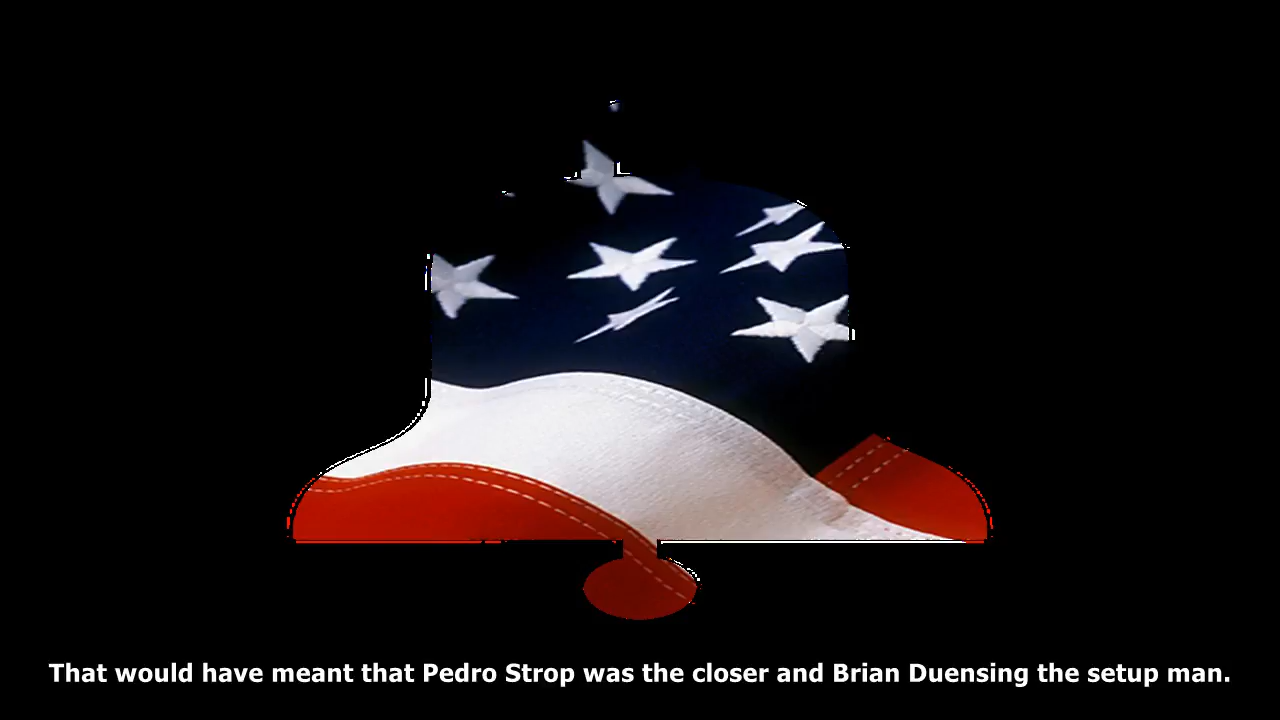 That would have meant that Pedro Strop was the closer and Brian Duensing the setup man.